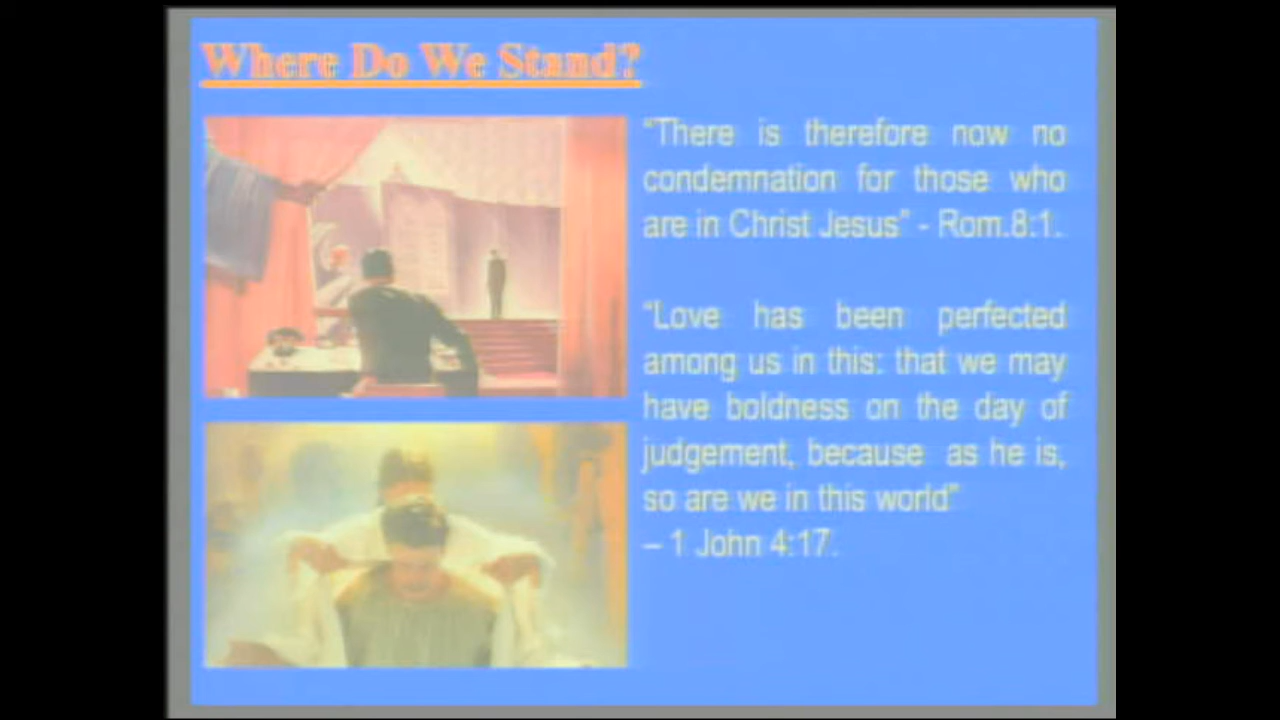 Where Do We Stand?
“There is therefore now no
condemnation for those who
are in Christ Jesus” - Rom.8:1.
“Love has been perfected
among us in this: that we may
have boldness on the day of
judgement, because as he is,
so are we in this world”
– 1 John 4:17.